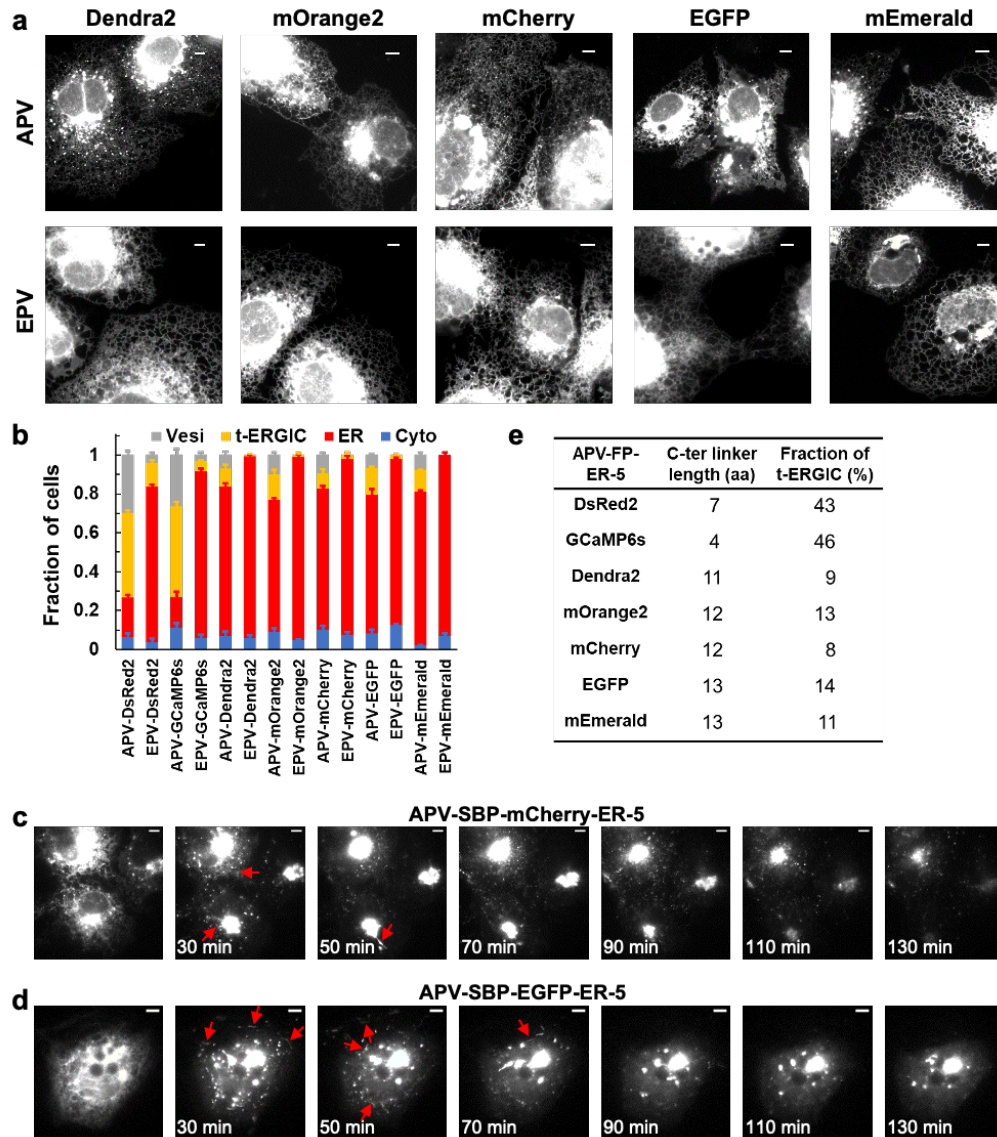 a
Dendra2 mOrange2 mCherry EGFP mEmerald
APV
EPV
b
Vesi t-ERGIC ER Cyto
Fraction of cells
1
0.8
0.6
0.4
0.2
0
APV-DsRed2
EPV-DsRed2
APV-GCaMP6s
EPV-GCaMP6s
APV-Dendra2
EPV-Dendra2
APV-mOrange2
EPV-mOrange2
APV-mCherry
EPV-mCherry
APV-EGFP
EPV-EGFP
APV-mEmerald
EPV-mEmerald
e
APV-FP-ER-5 C-ter linker length (aa) Fraction of t-ERGIC (%)
DsRed2 7 43
GCaMP6s 4 46
Dendra2 11 9
mOrange2 12 13
mCherry 12 8
EGFP 13 14
mEmerald 13 11
c
APV-SBP-mCherry-ER-5
30 min 50 min 70 min 90 min 110 min 130 min
d
APV-SBP-EGFP-ER-5
30 min 50 min 70 min 90 min 110 min 130 min